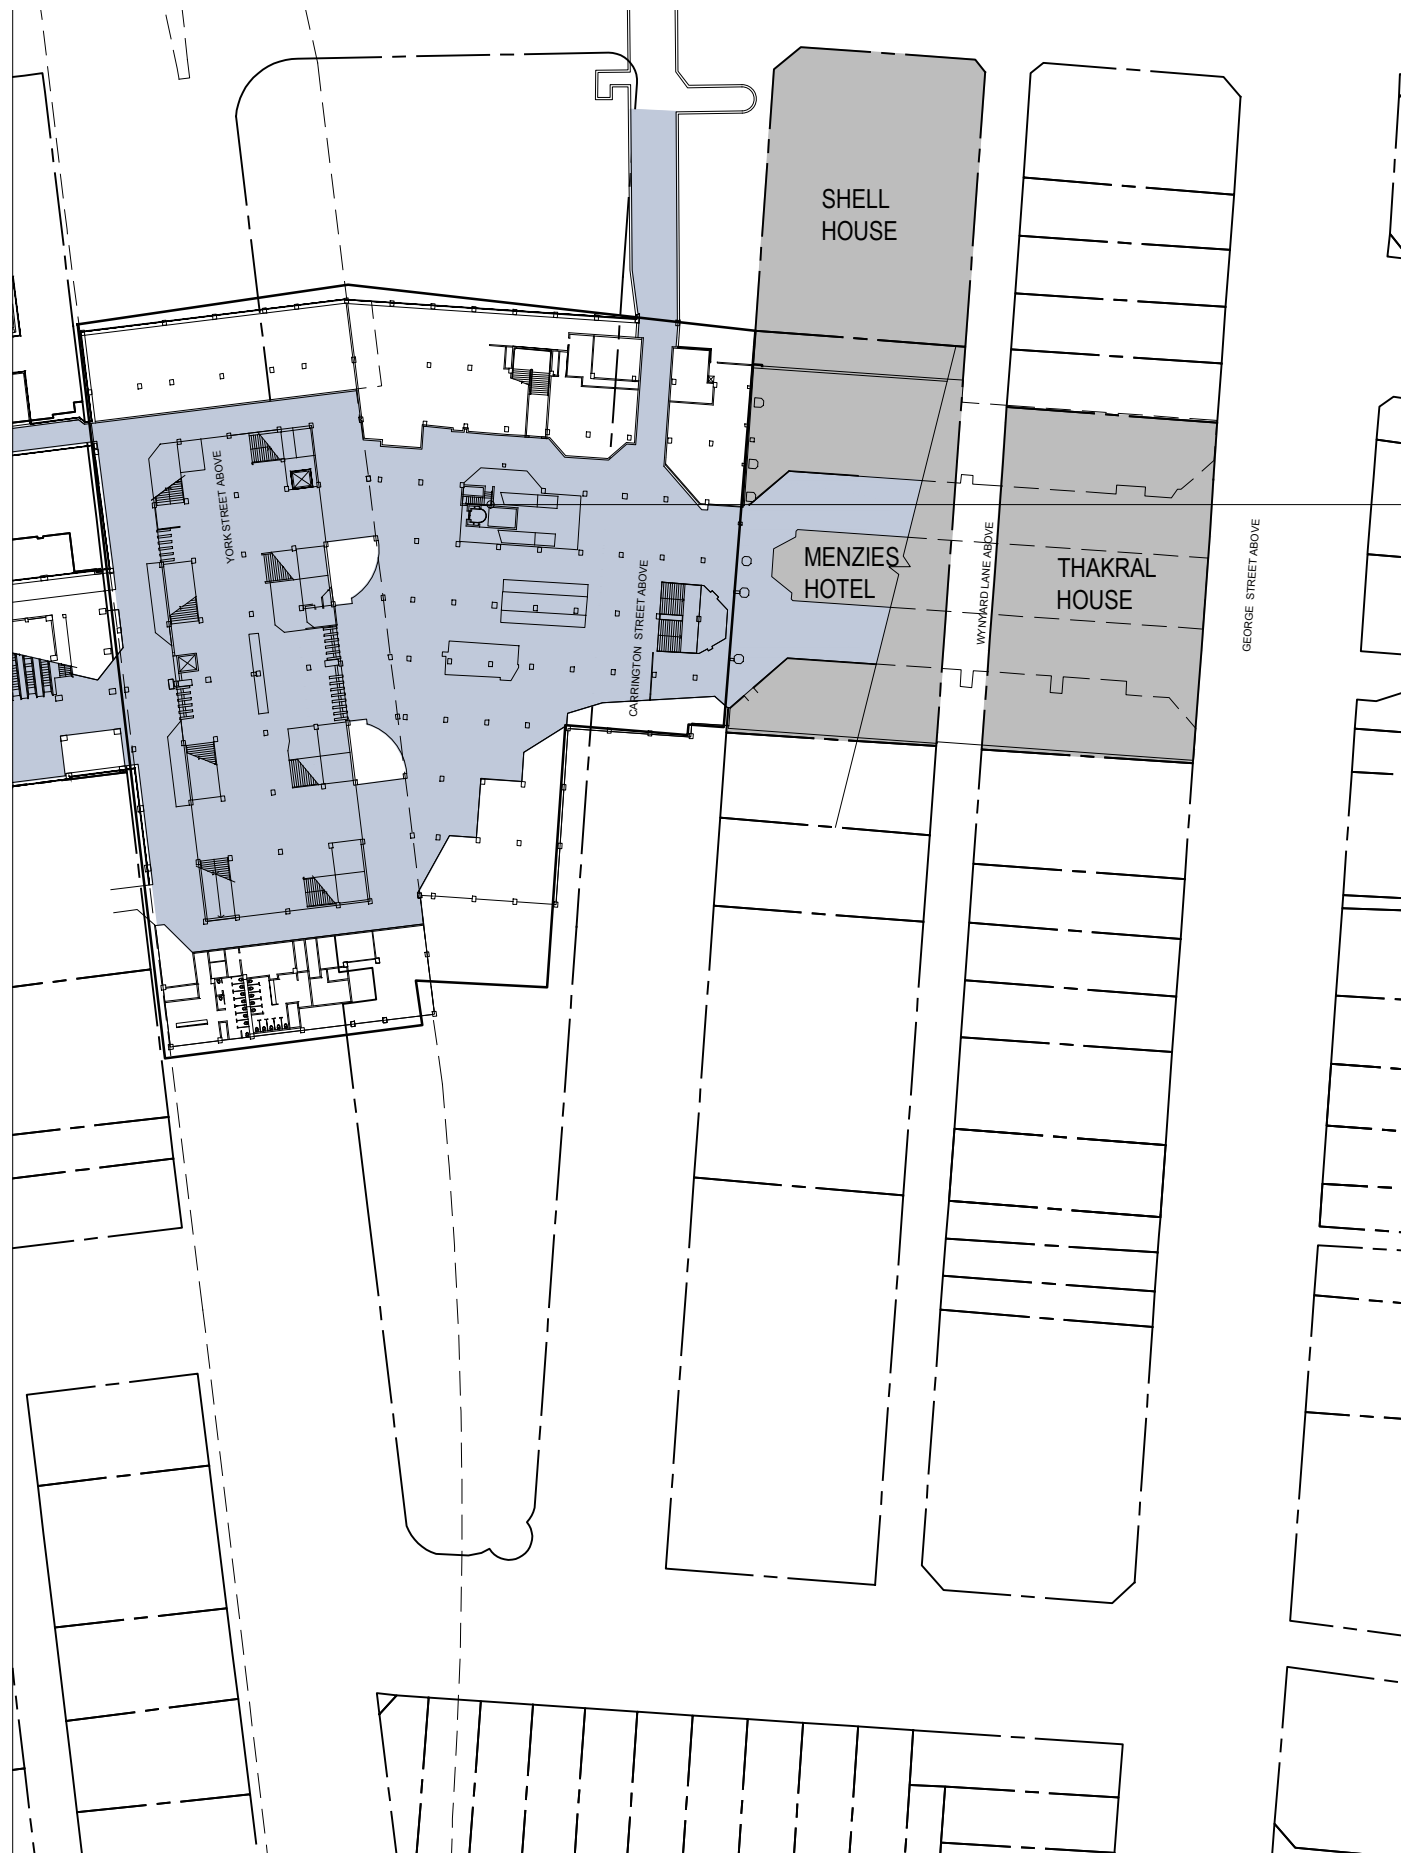 SHELL
HOUSE
YORK STREET ABOVE
CARRINGTON STREET ABOVE
MENZIES
HOTEL
WYNYARD LANE ABOVE
THAKRAL
HOUSE
GEORGE STREET ABOVE